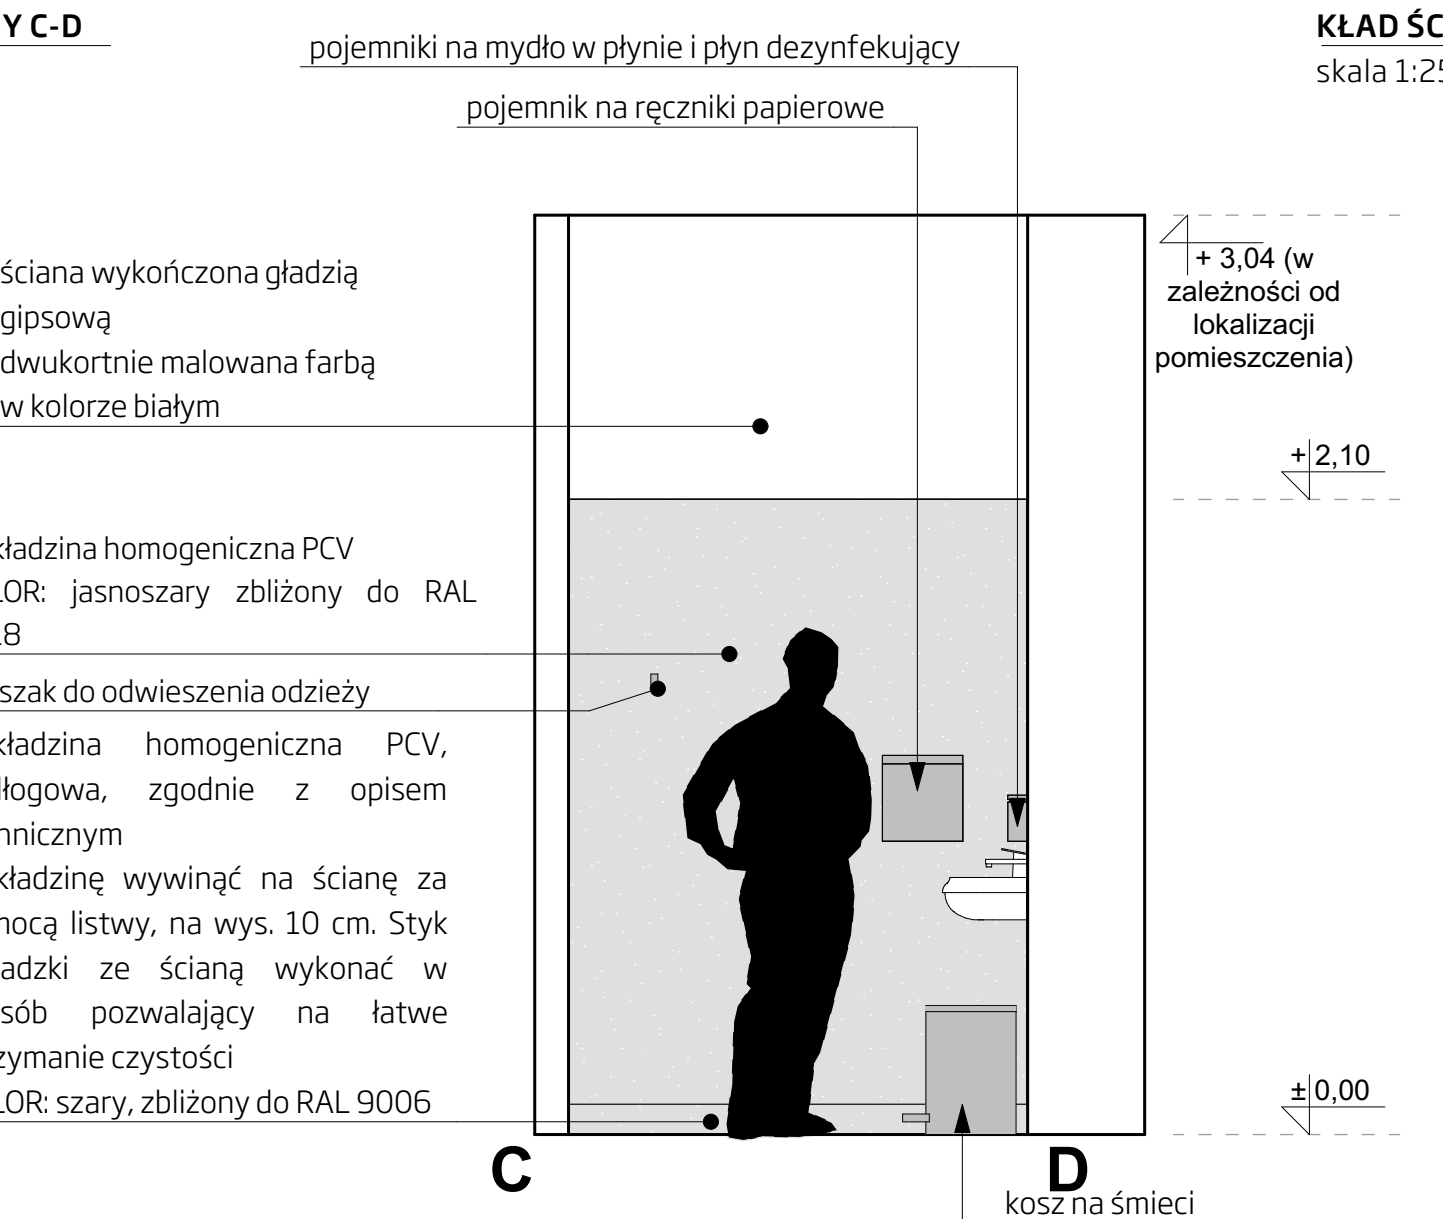 Y C-D
KŁAD ŚC
skala 1:25
pojemniki na mydło w płynie i płyn dezynfekujący
pojemnik na ręczniki papierowe
ściana wykończona gładzią
gipsową
dwukortnie malowana farbą
w kolorze białym
+ 3,04 (w
zależności od
lokalizacji
pomieszczenia)
+ 2,10
kładzina homogeniczna PCV
LOR: jasnoszary zbliżony do RAL
18
szak do odwieszenia odzieży
kładzina homogeniczna PCV,
dłogowa, zgodnie z opisem
hnicznym
kładzinę wywinąć na ścianę za
mocą listwy, na wys. 10 cm. Styk
adzki ze ścianą wykonać w
sób pozwalający na łatwe
zymanie czystości
LOR: szary, zbliżony do RAL 9006
± 0,00
C
D
kosz na śmieci